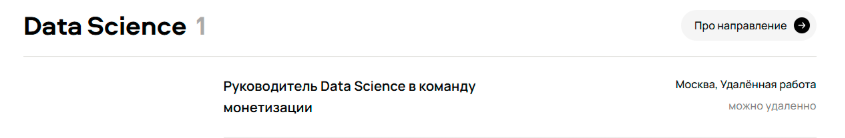 Data Science 1
Про направление
Руководитель Data Science в команду
монетизации
Москва, Удалённая работа
можно удаленно